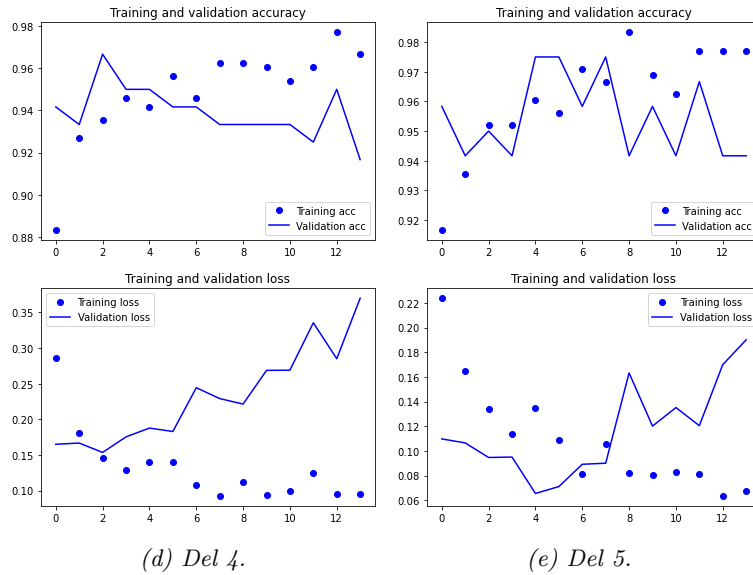 Training and validation accuracy
0.98
0.96
0.94
0.92
0.90
0.88
0 2 4 6 8 10 12
Training acc
Validation acc
Training and validation accuracy
0.98
0.97
0.96
0.95
0.94
0.93
0.92
0 2 4 6 8 10 12
Training acc
Validation acc
Training and validation loss
0.35
0.30
0.25
0.20
0.15
0.10
0 2 4 6 8 10 12
Training loss
Validation loss
Training and validation loss
0.22
0.20
0.18
0.16
0.14
0.12
0.10
0.08
0.06
0 2 4 6 8 10 12
Training loss
Validation loss
(d) Del 4.
(e) Del 5.